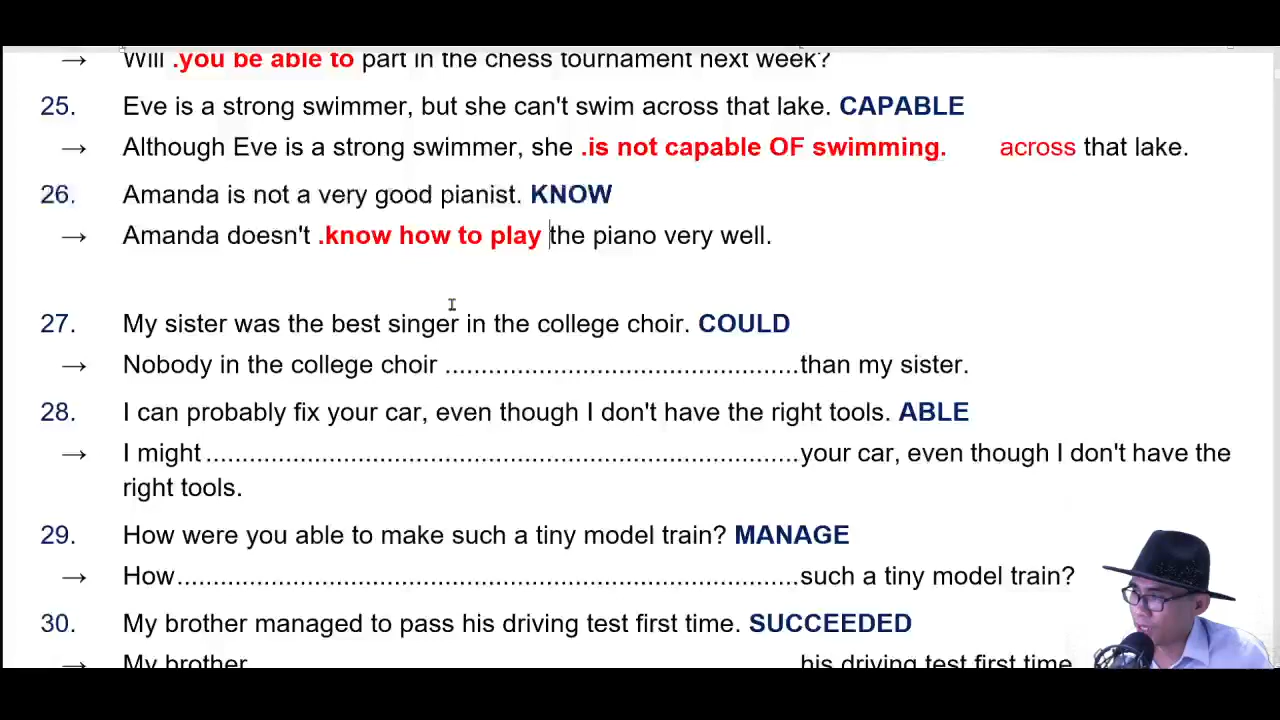 → Will .you be able to part in the chess tournament next week?
25. Eve is a strong swimmer, but she can't swim across that lake. CAPABLE
→ Although Eve is a strong swimmer, she .is not capable OF swimming. across that lake.
26. Amanda is not a very good pianist. KNOW
→ Amanda doesn't .know how to play the piano very well.
27. My sister was the best singer in the college choir. COULD
→ Nobody in the college choir ................................................than my sister.
28. I can probably fix your car, even though I don't have the right tools. ABLE
→ I might ................................................................................your car, even though I don't have the
right tools.
29. How were you able to make such a tiny model train? MANAGE
→ How....................................................................................such a tiny model train?
30. My brother managed to pass his driving test first time. SUCCEEDED
→ My brother his driving test first time